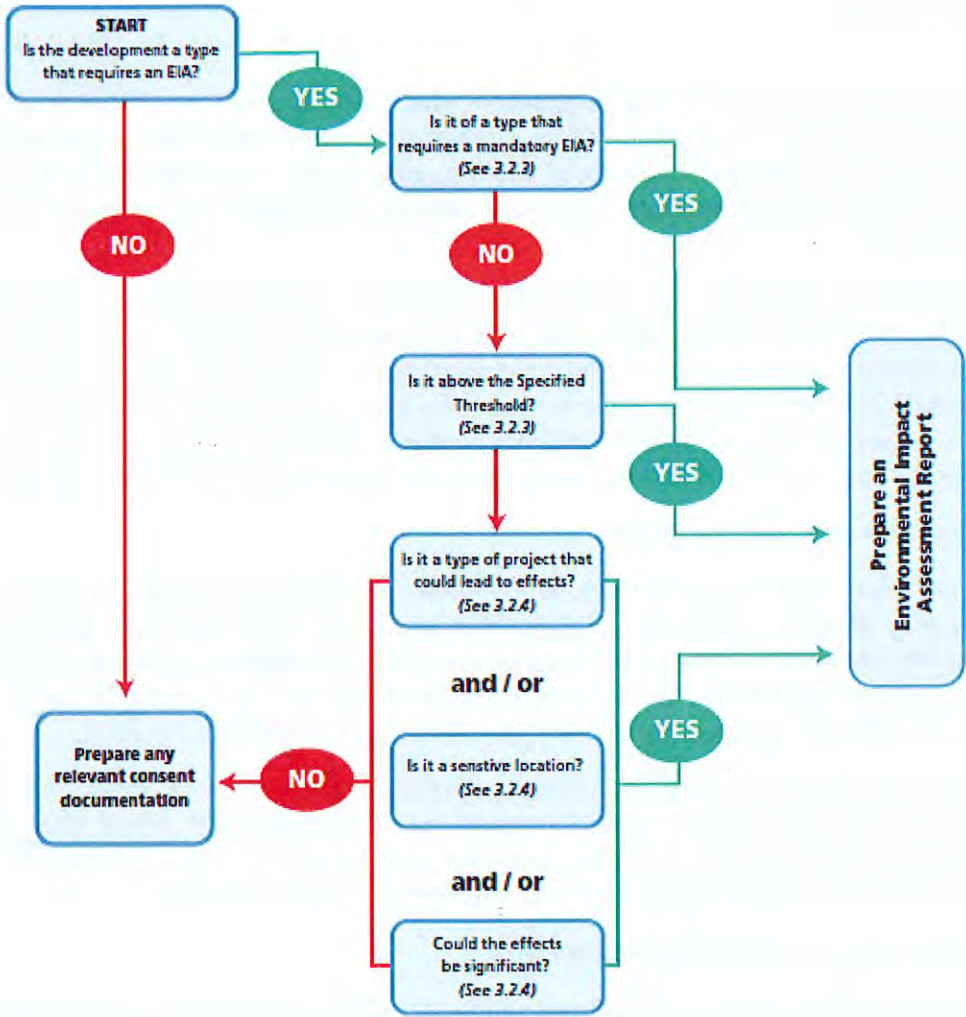 START
Is the development a type
that requires an EIA?
YES
Is it of a type that
requires a mandatory EIA?
(See 3.2.3)
YES
NO
NO
Is it above the Specified
Threshold?
(See 3.2.3)
YES
Prepare an
Environmental Impact
Assessment Report
Is it a type of project that
could lead to effects?
(See 3.2.4)
and / or
YES
Prepare any
relevant consent
documentation
NO
Is it a senstive location?
(See 3.2.4)
and / or
Could the effects
be significant?
(See 3.2.4)